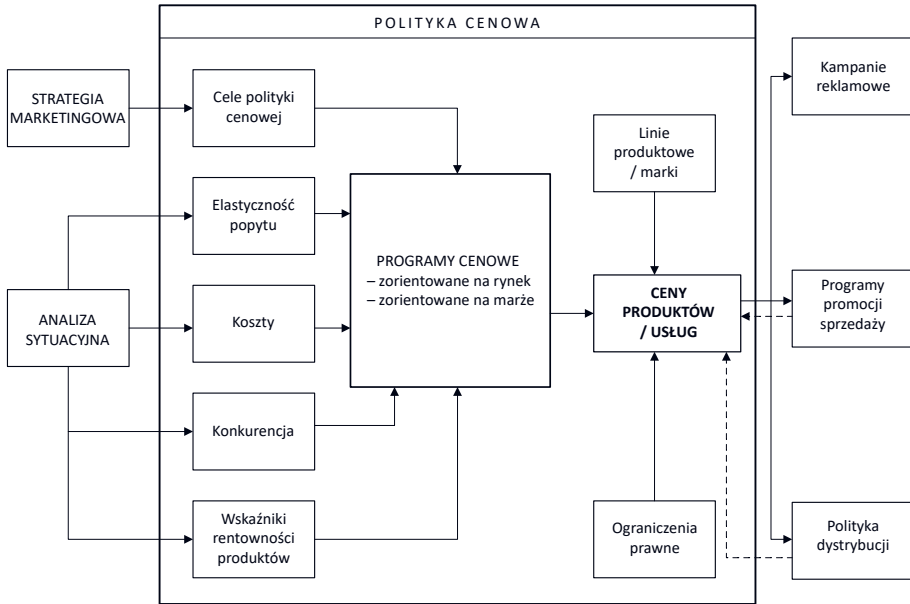 POLITYKA CENOWA
STRATEGIA
MARKETINGOWA
Cele polityki
cenowej
Kampanie
reklamowe
Linie
produktowe
/ marki
Elastyczność
popytu
PROGRAMY CENOWE
– zorientowane na rynek
– zorientowane na marże
ANALIZA
SYTUACYJNA
Koszty
CENY
PRODUKTÓW
/ USŁUG
Programy
promocji
sprzedaży
Konkurencja
Wskaźniki
rentowności
produktów
Ograniczenia
prawne
Polityka
dystrybucji